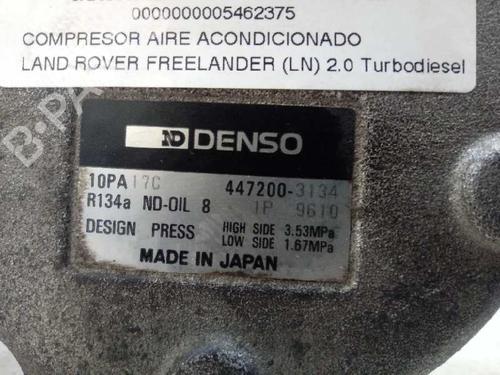 0000000005462375
COMPRESOR AIRE ACONDICIONADO
LAND ROVER FREELANDER (LN) 2.0 Turbodiesel
ND DENSO
10PA17C 447200-3134
R134a ND-OIL 8 1P 9610
DESIGN PRESS HIGH SIDE 3.53MPa
LOW SIDE 1.67MPa
MADE IN JAPAN